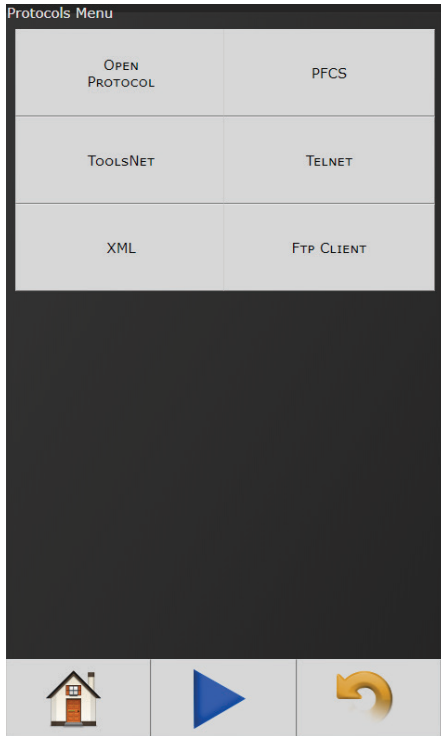 Protocols Menu
Open
Protocol
PFCS
ToolsNet
Telnet
XML
Ftp Client